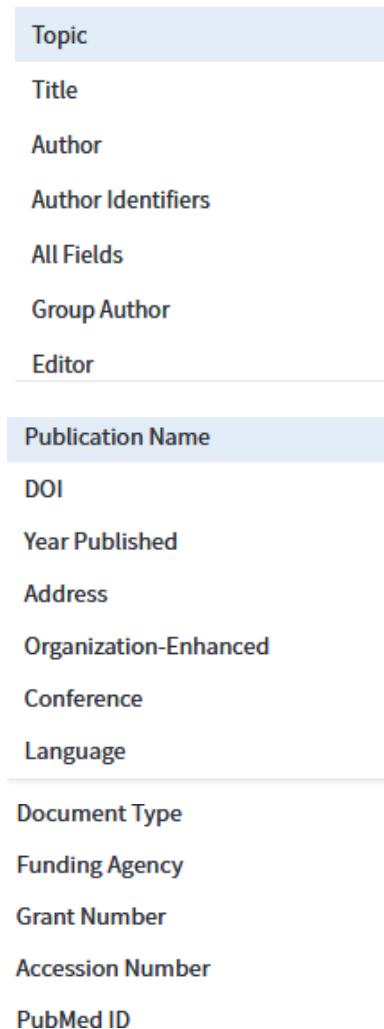 Topic
Title
Author
Author Identifiers
All Fields
Group Author
Editor
Publication Name
DOI
Year Published
Address
Organization-Enhanced
Conference
Language
Document Type
Funding Agency
Grant Number
Accession Number
PubMed ID